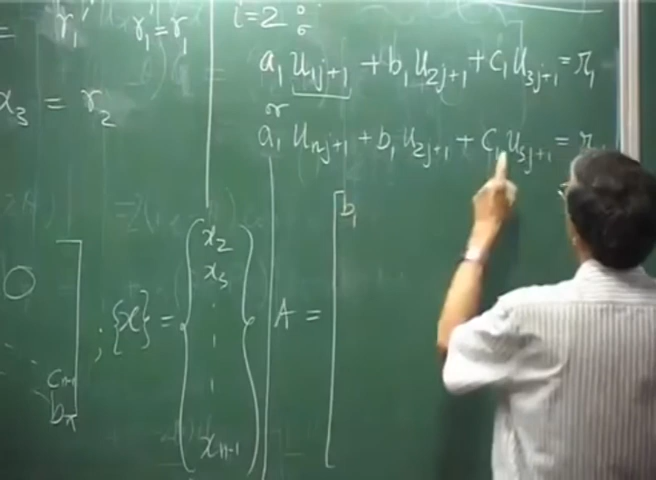 = r₁' r₁' = r₁
x₃ = r₂
i = 2 :
a₁ u₁ⱼ₊₁ + b₁ u₂ⱼ₊₁ + c₁ u₃ⱼ₊₁ = r₁
or
a₁ uₙⱼ₊₁ + b₁ u₂ⱼ₊₁ + c₁ u₃ⱼ₊₁ = r₁
0
cₙ₋₁
bₙ
; {x} =
x₂
x₃
.
.
.
xₙ₊₁
A = [ b₁